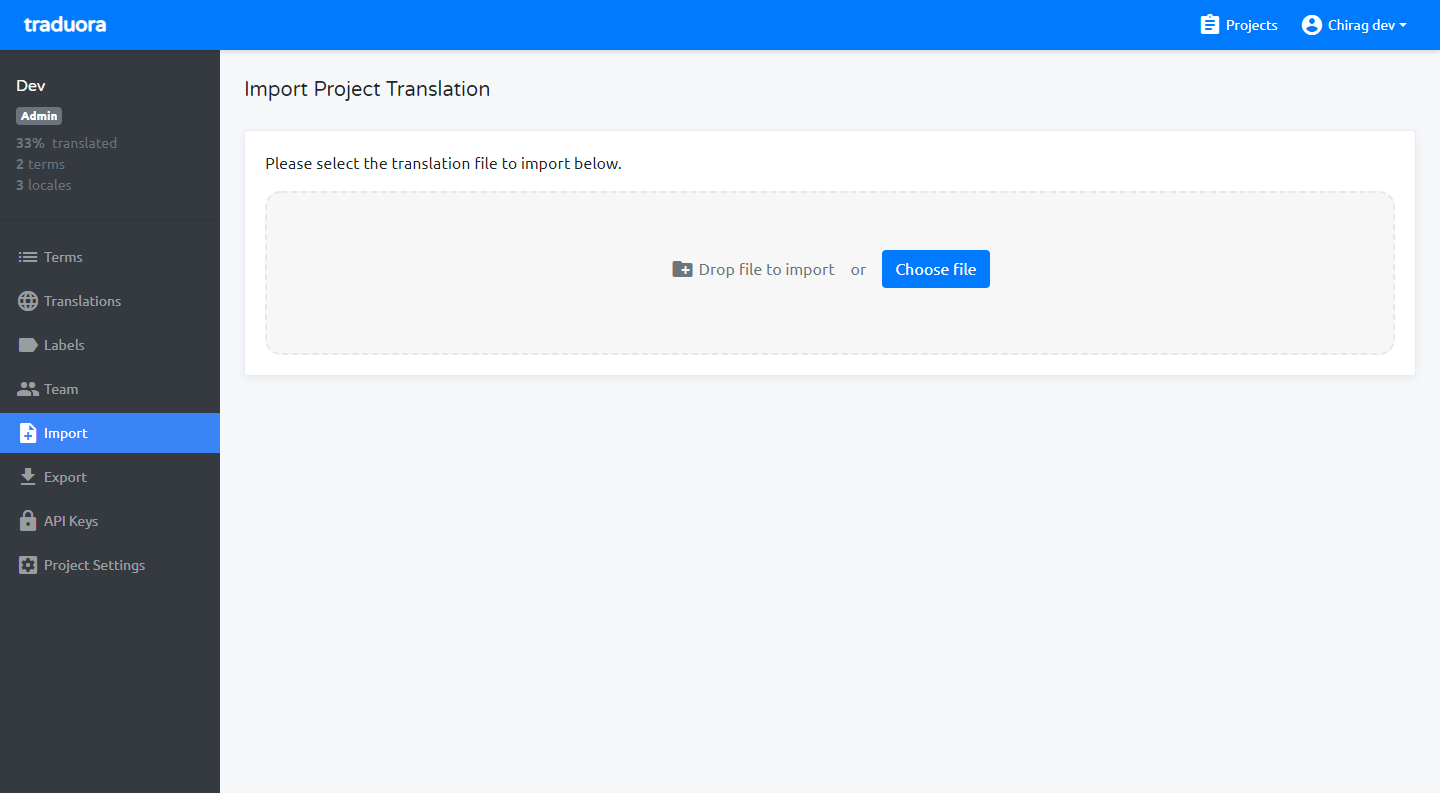 traduora
Projects
Chirag dev
Dev
Admin
33% translated
2 terms
3 locales
Terms
Translations
Labels
Team
Import
Export
API Keys
Project Settings
Import Project Translation
Please select the translation file to import below.
Drop file to import or Choose file